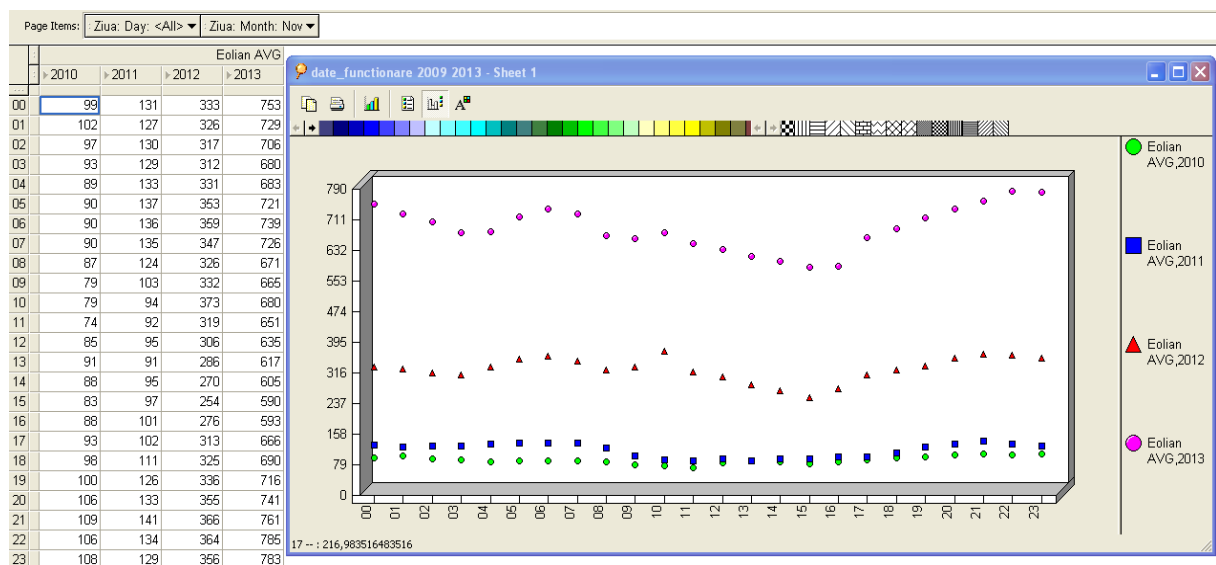 Page Items: Ziua: Day: <All> Ziua: Month: Nov
Eolian AVG
2010 2011 2012 2013
00 99 131 333 753
01 102 127 326 729
02 97 130 317 706
03 93 129 312 680
04 89 133 331 683
05 90 137 353 721
06 90 136 359 739
07 90 135 347 726
08 87 124 326 671
09 79 103 332 665
10 79 94 373 680
11 74 92 319 651
12 85 95 306 635
13 91 91 286 617
14 88 95 270 605
15 83 97 254 590
16 88 101 276 593
17 93 102 313 666
18 98 111 325 690
19 100 126 336 716
20 106 133 355 741
21 109 141 366 761
22 106 134 364 785
23 108 129 356 783
date_functionare 2009 2013 - Sheet 1
A
790
711
632
553
474
395
316
237
158
79
0
00 01 02 03 04 05 06 07 08 09 10 11 12 13 14 15 16 17 18 19 20 21 22 23
Eolian
AVG,2010
Eolian
AVG,2011
Eolian
AVG,2012
Eolian
AVG,2013
17 -- : 216,983516483516